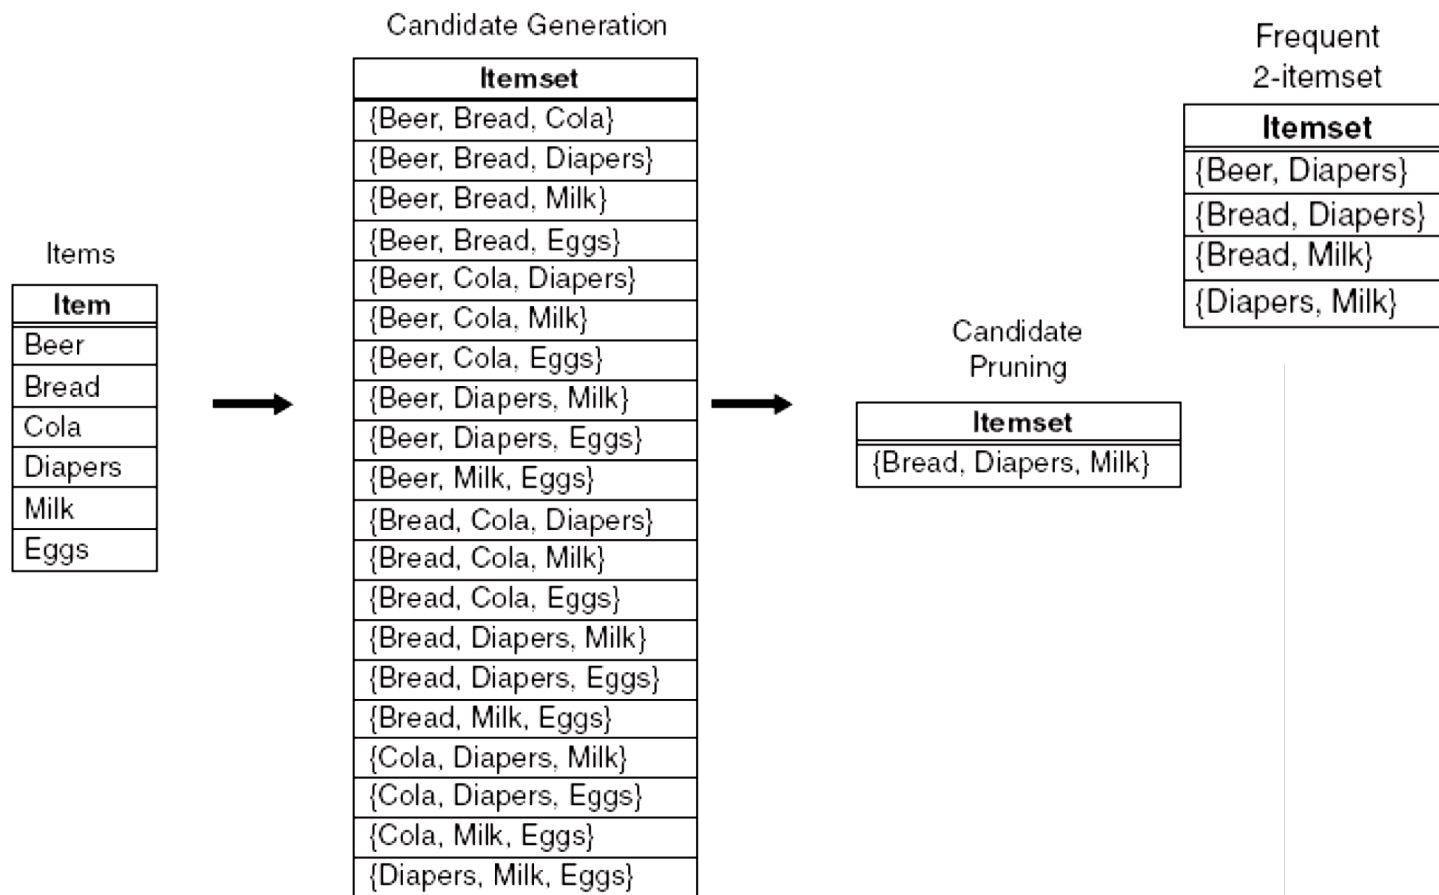 Items
Item
Beer
Bread
Cola
Diapers
Milk
Eggs
Candidate Generation
Itemset
{Beer, Bread, Cola}
{Beer, Bread, Diapers}
{Beer, Bread, Milk}
{Beer, Bread, Eggs}
{Beer, Cola, Diapers}
{Beer, Cola, Milk}
{Beer, Cola, Eggs}
{Beer, Diapers, Milk}
{Beer, Diapers, Eggs}
{Beer, Milk, Eggs}
{Bread, Cola, Diapers}
{Bread, Cola, Milk}
{Bread, Cola, Eggs}
{Bread, Diapers, Milk}
{Bread, Diapers, Eggs}
{Bread, Milk, Eggs}
{Cola, Diapers, Milk}
{Cola, Diapers, Eggs}
{Cola, Milk, Eggs}
{Diapers, Milk, Eggs}
Candidate
Pruning
Itemset
{Bread, Diapers, Milk}
Frequent
2-itemset
Itemset
{Beer, Diapers}
{Bread, Diapers}
{Bread, Milk}
{Diapers, Milk}